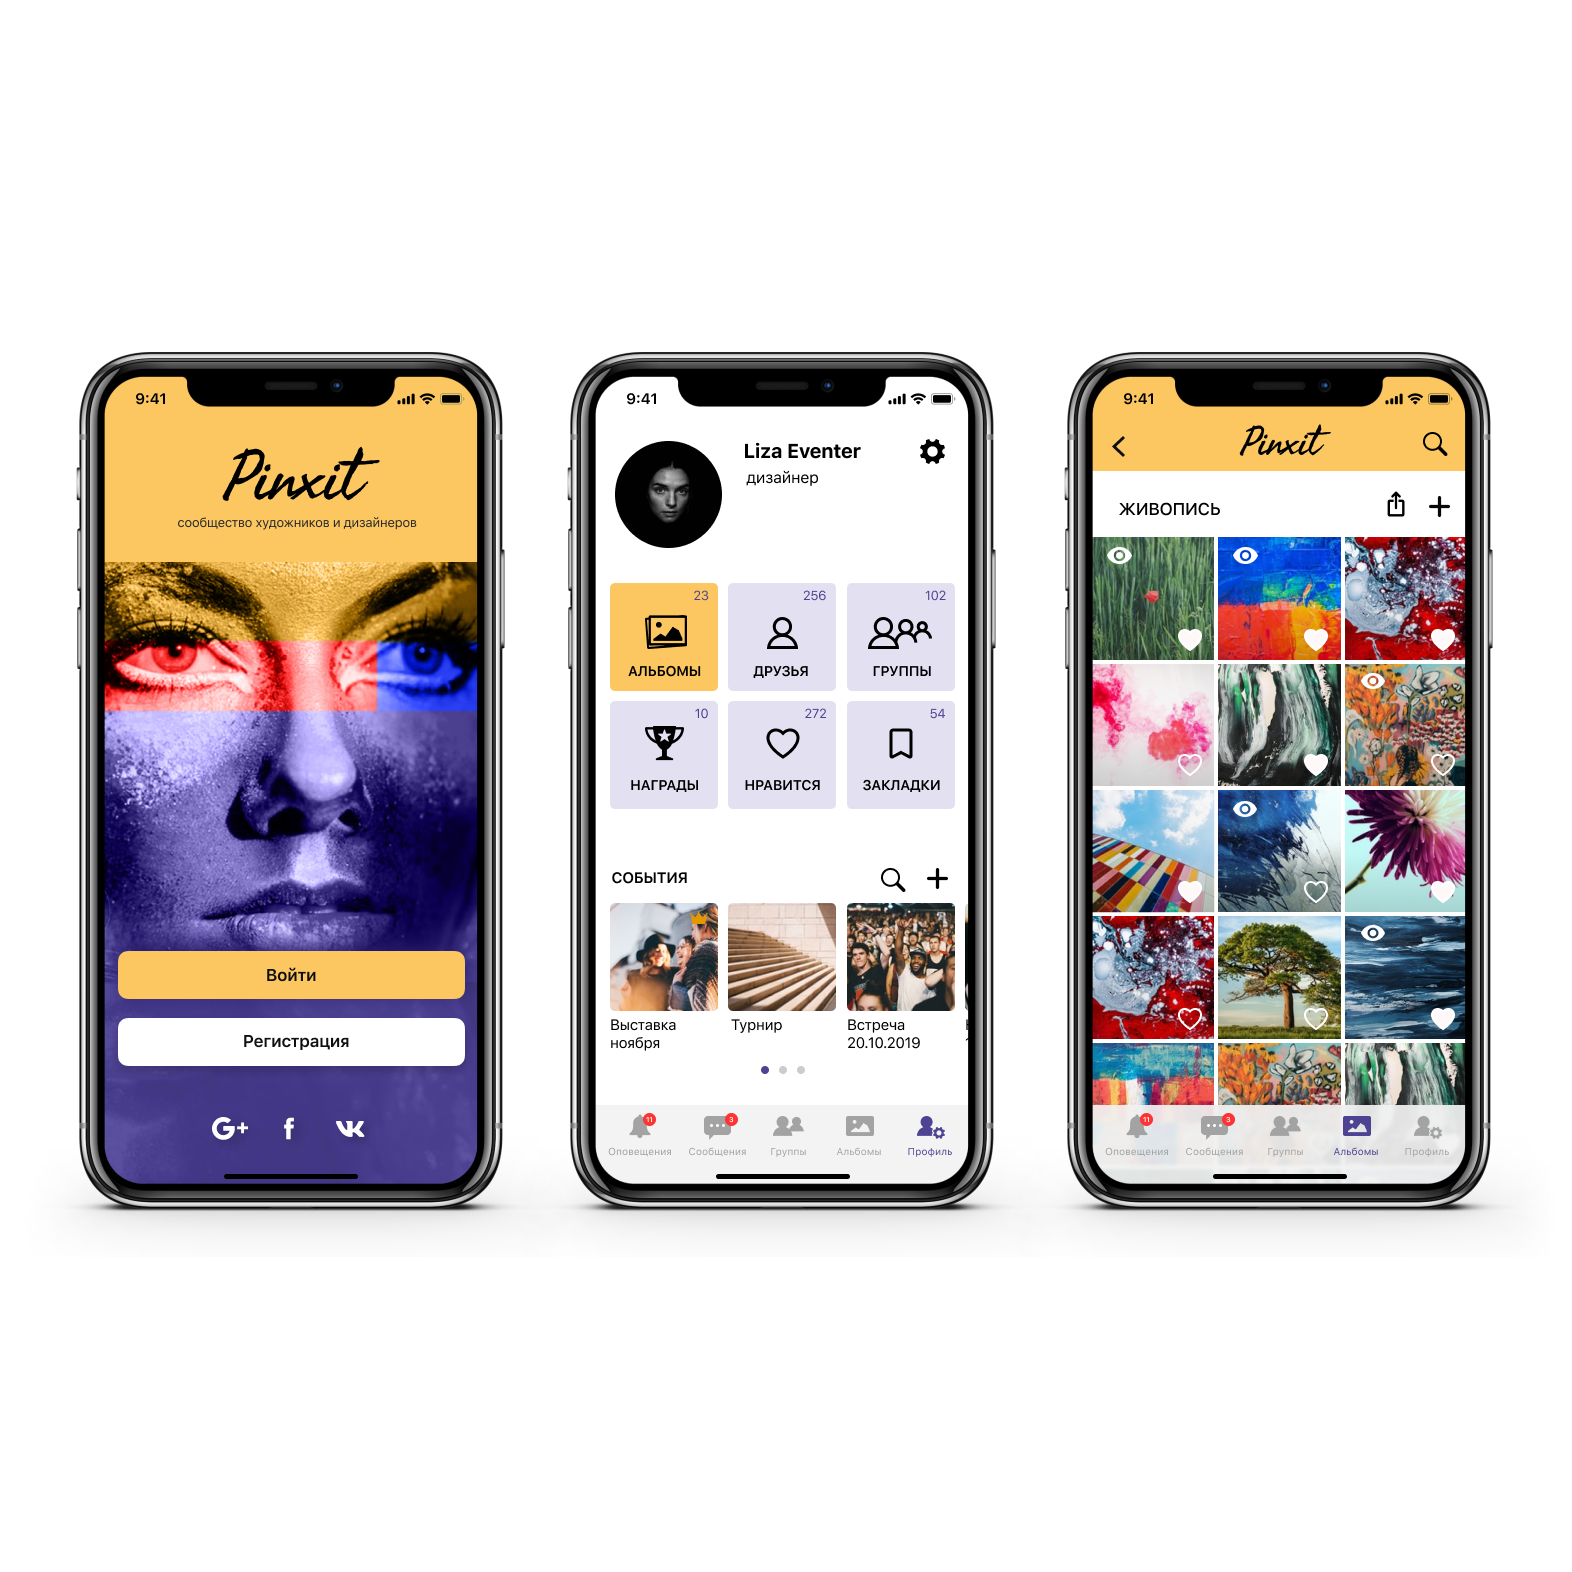 9:41
Pinxit
сообщество художников и дизайнеров
Войти
Регистрация
G+ f VK
9:41
Liza Eventer
дизайнер
23
АЛЬБОМЫ
256
ДРУЗЬЯ
102
ГРУППЫ
10
НАГРАДЫ
272
НРАВИТСЯ
54
ЗАКЛАДКИ
СОБЫТИЯ
Выставка
ноября
Турнир
Встреча
20.10.2019
11
3
Оповещения Сообщения Группы Альбомы Профиль
9:41
Pinxit
ЖИВОПИСЬ
11
3
Оповещения Сообщения Группы Альбомы Профиль